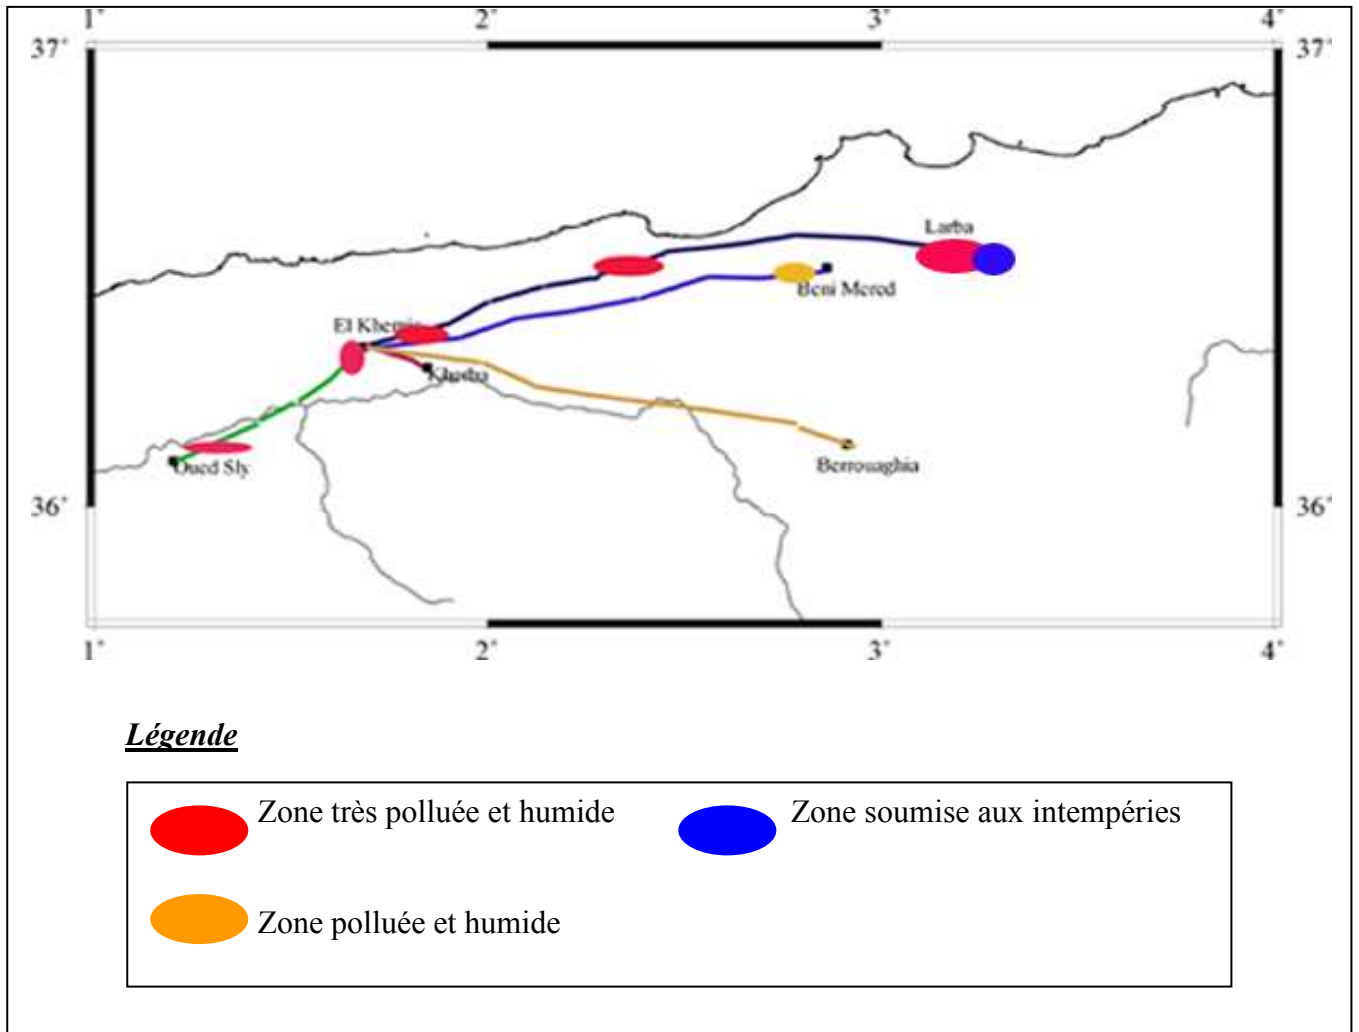 1° 2° 3° 4°
37° 37°
Larba
Beni Mered
El Khemis
Khorba
Berrouaghia
Oued Sly
36° 36°
1° 2° 3° 4°
Légende
Zone très polluée et humide
Zone soumise aux intempéries
Zone polluée et humide